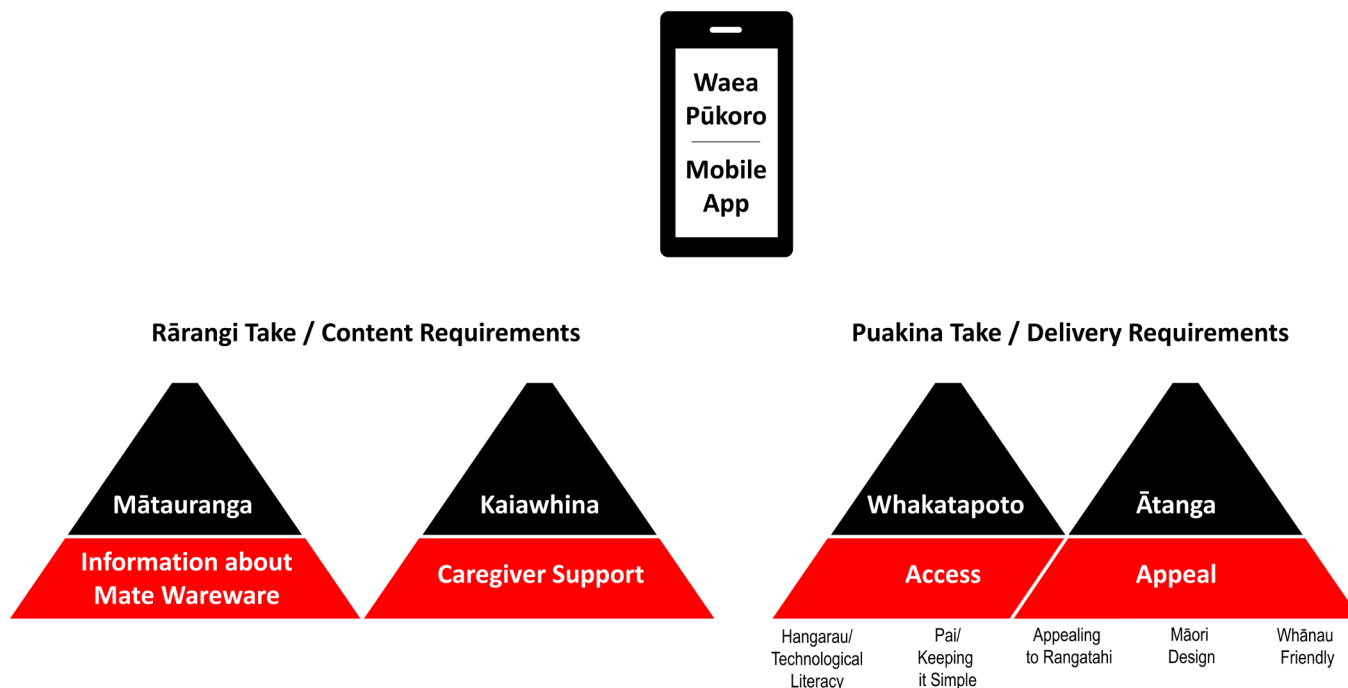 Waea
Pūkoro
Mobile
App
Rārangi Take / Content Requirements
Puakina Take / Delivery Requirements
Mātauranga
Information about
Mate Wareware
Kaiawhina
Caregiver Support
Whakatapoto
Access
Ātanga
Appeal
Hangarau/
Technological
Literacy
Pai/
Keeping
it Simple
Appealing
to Rangatahi
Māori
Design
Whānau
Friendly